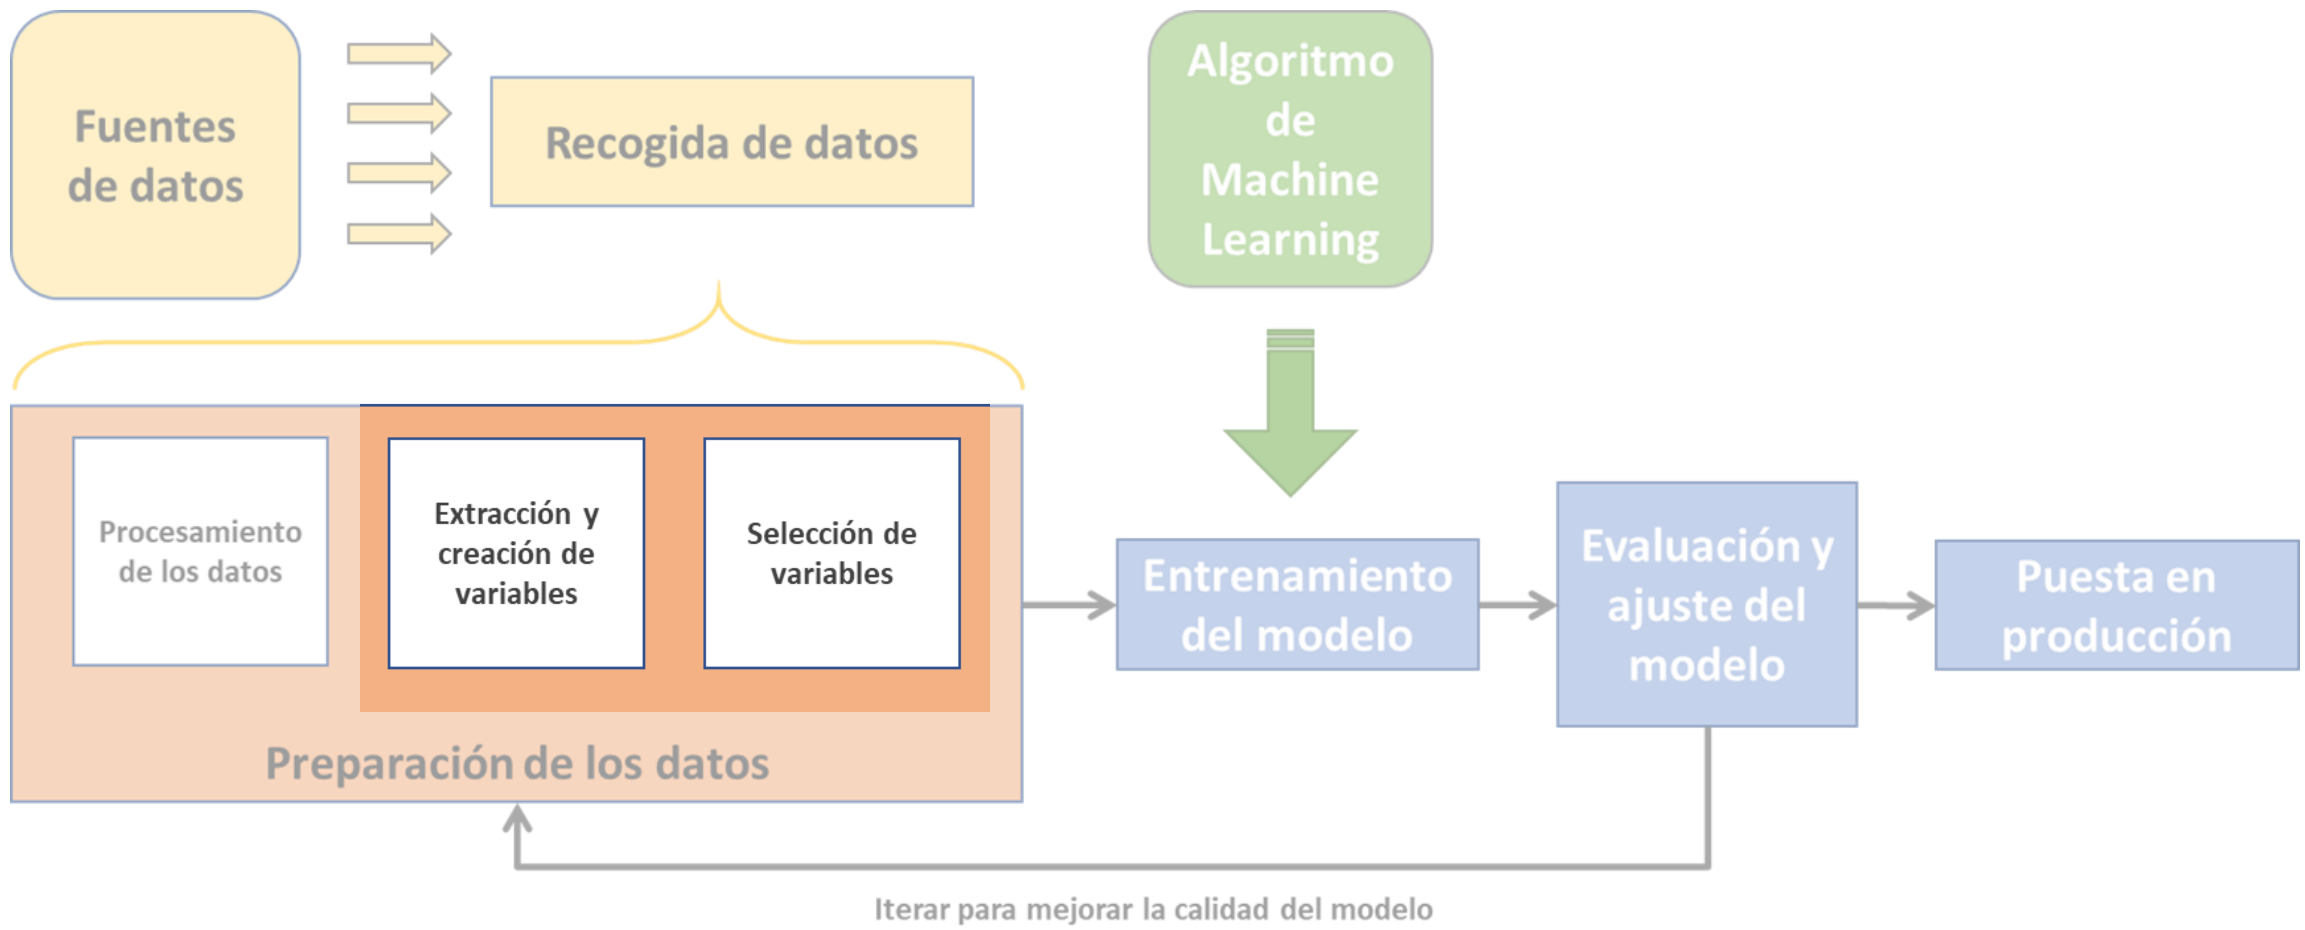 Fuentes
de datos
Recogida de datos
Algoritmo
de
Machine
Learning
Procesamiento
de los datos
Extracción y
creación de
variables
Selección de
variables
Preparación de los datos
Entrenamiento
del modelo
Evaluación y
ajuste del
modelo
Puesta en
producción
Iterar para mejorar la calidad del modelo